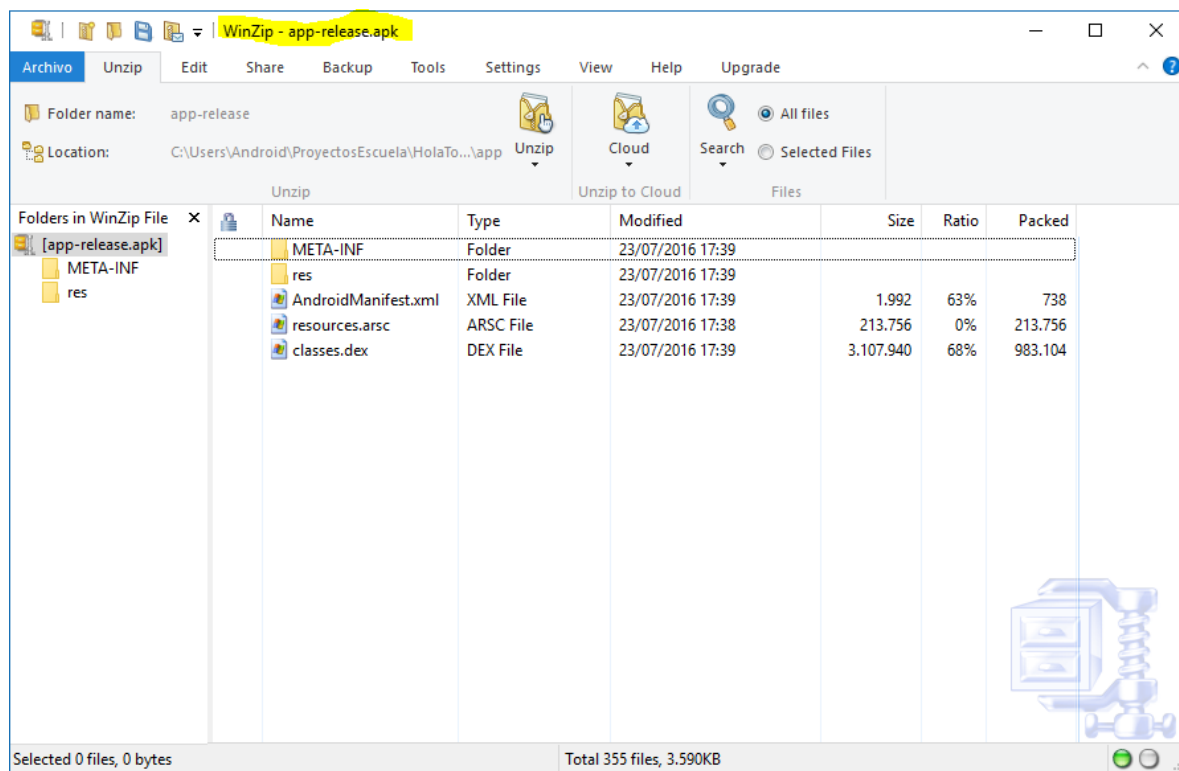 WinZip - app-release.apk
Archivo Unzip Edit Share Backup Tools Settings View Help Upgrade
Folder name: app-release
Location: C:\Users\Android\ProyectosEscuela\HolaTo...\app
Unzip
Cloud
Search
All files
Selected Files
Unzip Unzip to Cloud Files
Folders in WinZip File
[app-release.apk]
META-INF
res
Name Type Modified Size Ratio Packed
META-INF Folder 23/07/2016 17:39
res Folder 23/07/2016 17:39
AndroidManifest.xml XML File 23/07/2016 17:39 1.992 63% 738
resources.arsc ARSC File 23/07/2016 17:38 213.756 0% 213.756
classes.dex DEX File 23/07/2016 17:39 3.107.940 68% 983.104
Selected 0 files, 0 bytes Total 355 files, 3.590KB